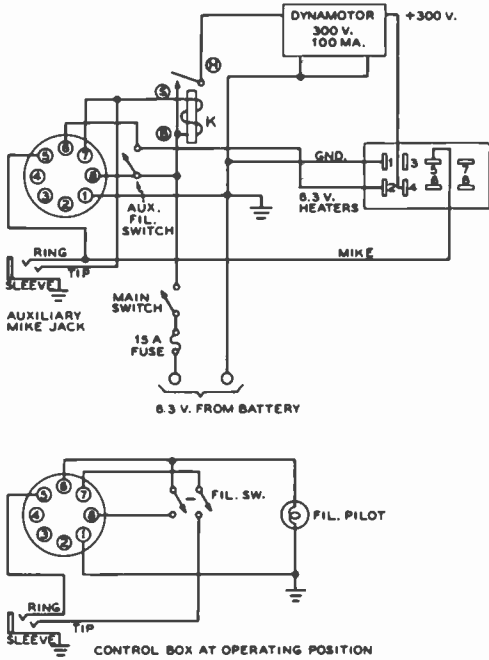 DYNAMOTOR
300 V.
100 MA.
+300 V.
H
S
B
K
6
7
5
4
8
3
2
1
GND.
1
3
5
7
2
4
6
8
6.3 V.
HEATERS
AUX.
FIL.
SWITCH
RING
TIP
SLEEVE
MIKE
AUXILIARY
MIKE JACK
MAIN
SWITCH
15 A
FUSE
6.3 V. FROM BATTERY
6
7
5
4
8
3
2
1
FIL. SW.
FIL. PILOT
RING
TIP
SLEEVE
CONTROL BOX AT OPERATING POSITION